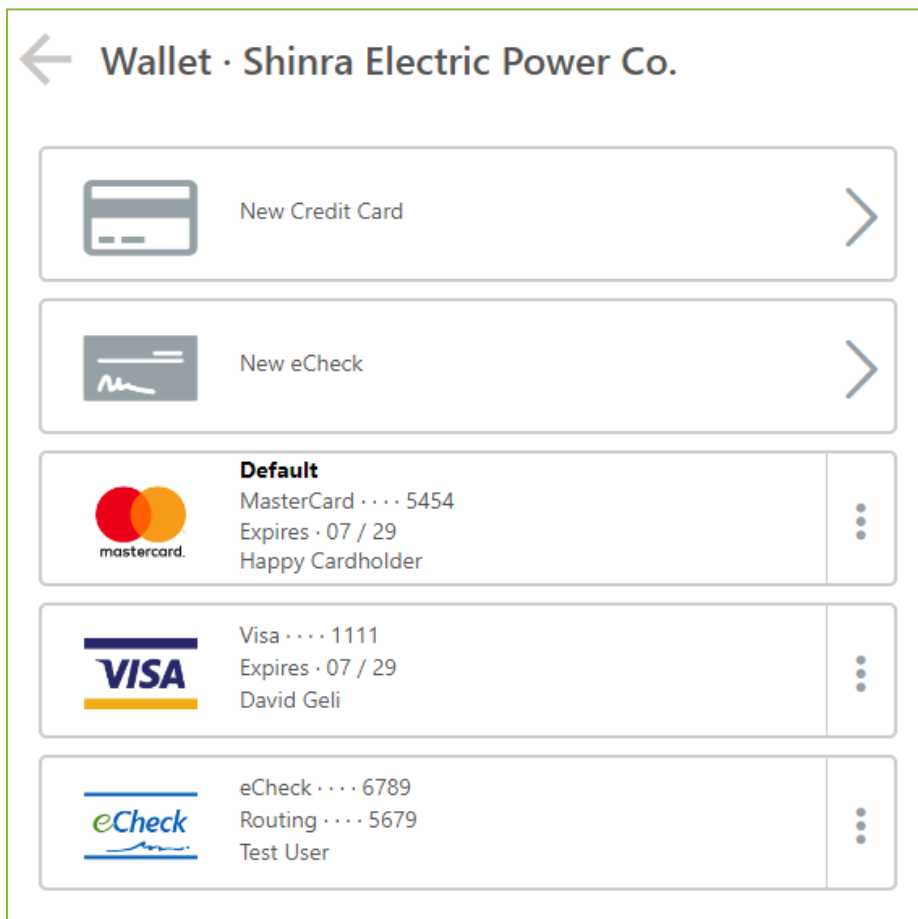 Wallet · Shinra Electric Power Co.
New Credit Card
New eCheck
Default
MasterCard · · · · 5454
Expires · 07 / 29
Happy Cardholder
mastercard.
Visa · · · · 1111
Expires · 07 / 29
David Geli
VISA
eCheck · · · · 6789
Routing · · · · 5679
Test User
eCheck